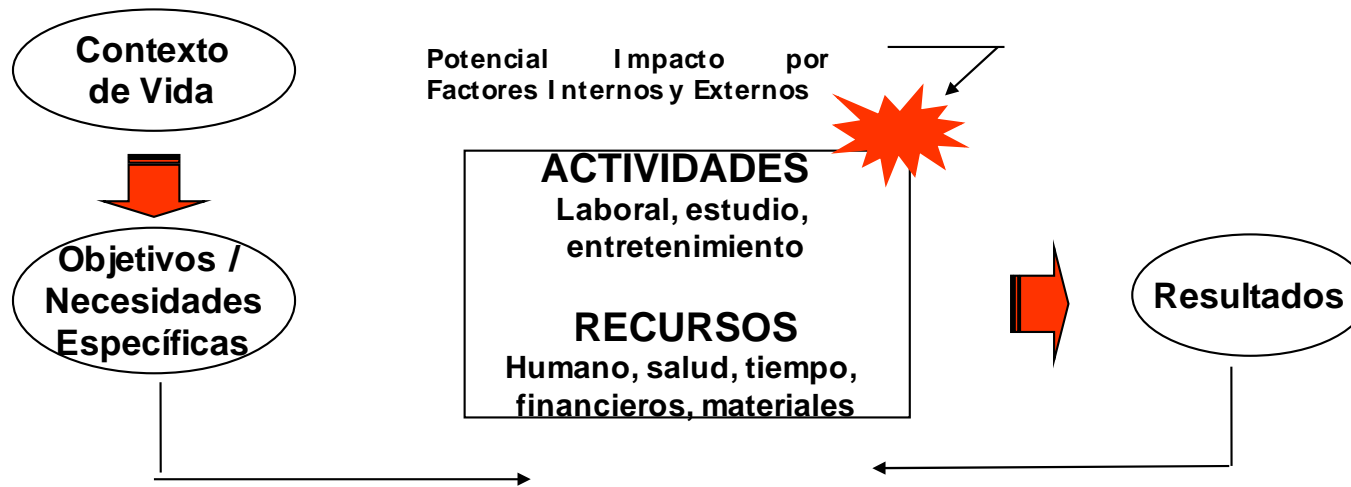 Contexto
de Vida
Potencial Impacto por
Factores Internos y Externos
ACTIVIDADES
Laboral, estudio,
entretenimiento
Objetivos /
Necesidades
Específicas
RECURSOS
Humano, salud, tiempo,
financieros, materiales
Resultados